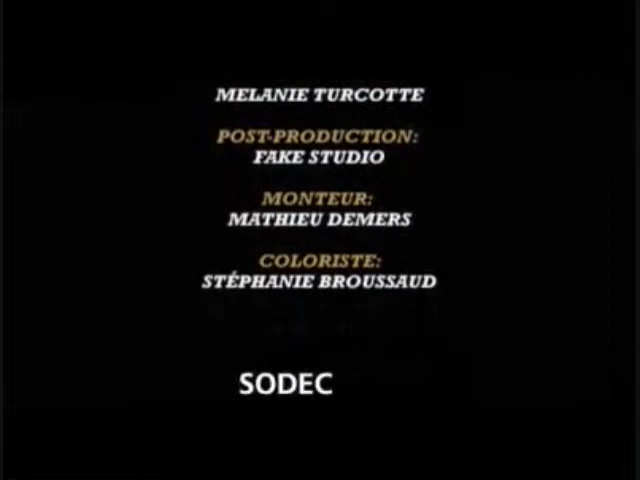 MELANIE TURCOTTE
POST-PRODUCTION:
FAKE STUDIO
MONTEUR:
MATHIEU DEMERS
COLORISTE:
STÉPHANIE BROUSSAUD
SODEC